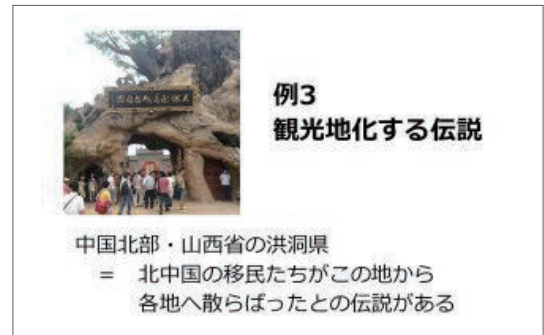 例3
観光地化する伝説
中国北部・山西省の洪洞県
＝ 北中国の移民たちがこの地から
各地へ散らばったとの伝説がある